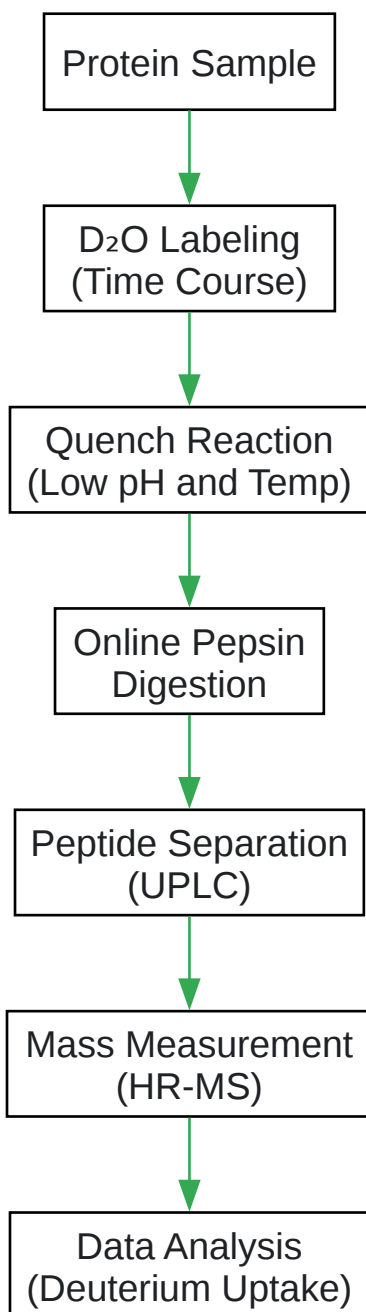 Protein Sample
D₂O Labeling
(Time Course)
Quench Reaction
(Low pH and Temp)
Online Pepsin
Digestion
Peptide Separation
(UPLC)
Mass Measurement
(HR-MS)
Data Analysis
(Deuterium Uptake)